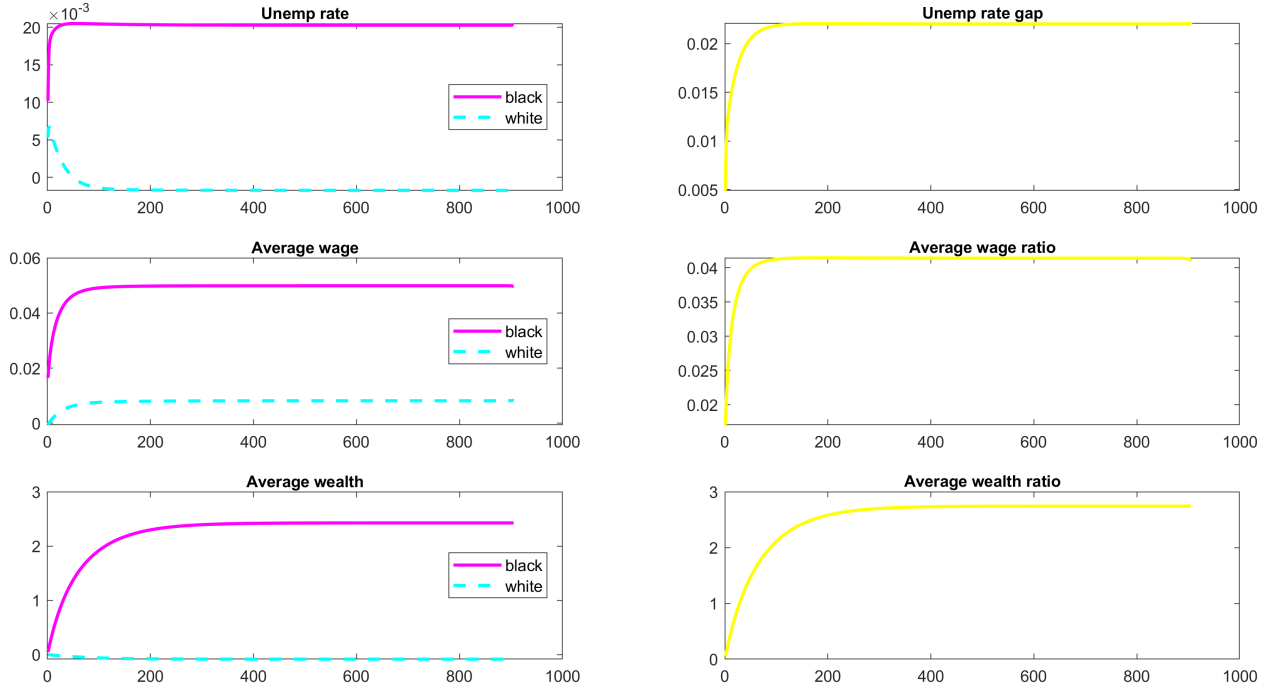 ×10⁻³
Unemp rate
20
15
10
5
0
0 200 400 600 800 1000
black
white
Unemp rate gap
0.02
0.015
0.01
0.005
0 200 400 600 800 1000
Average wage
0.06
0.04
0.02
0
0 200 400 600 800 1000
black
white
Average wage ratio
0.04
0.035
0.03
0.025
0.02
0 200 400 600 800 1000
Average wealth
3
2
1
0
0 200 400 600 800 1000
black
white
Average wealth ratio
3
2
1
0
0 200 400 600 800 1000